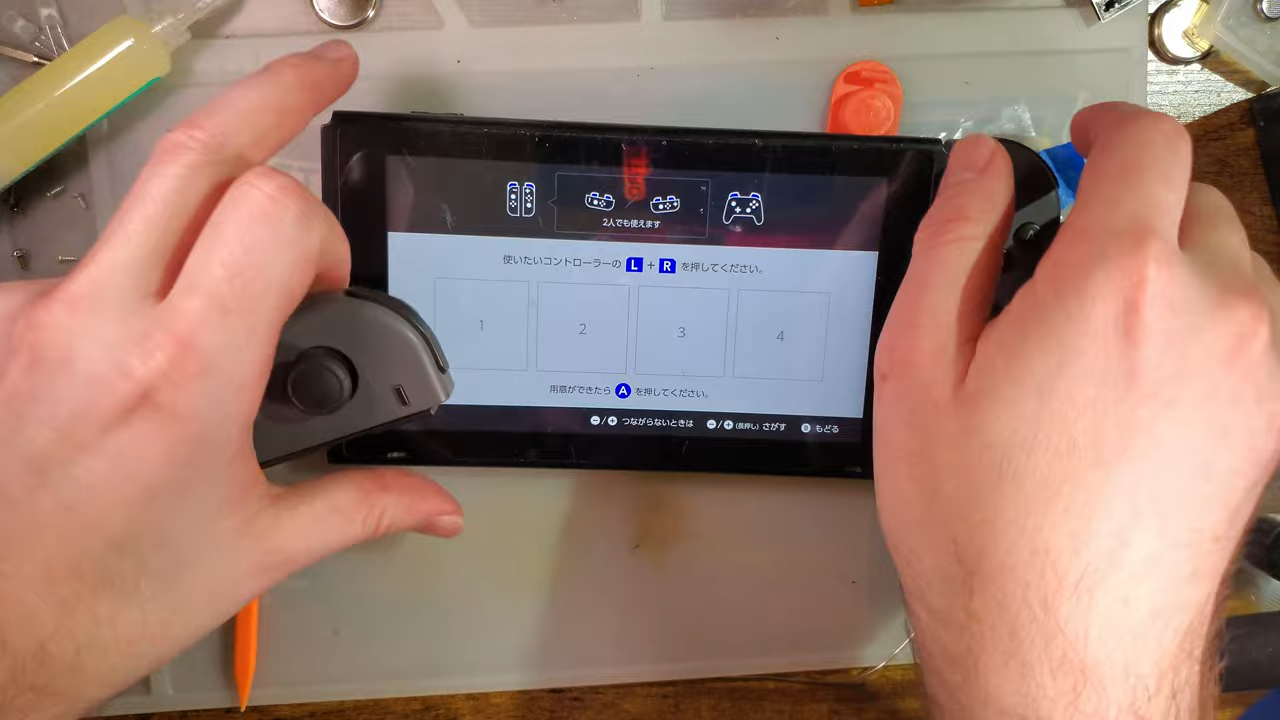 2人でも使えます
使いたいコントローラーの L + R を押してください。
1 2 3 4
用意ができたら A を押してください。
−/+ つながらないときは −/+ (長押し) さがす B もどる